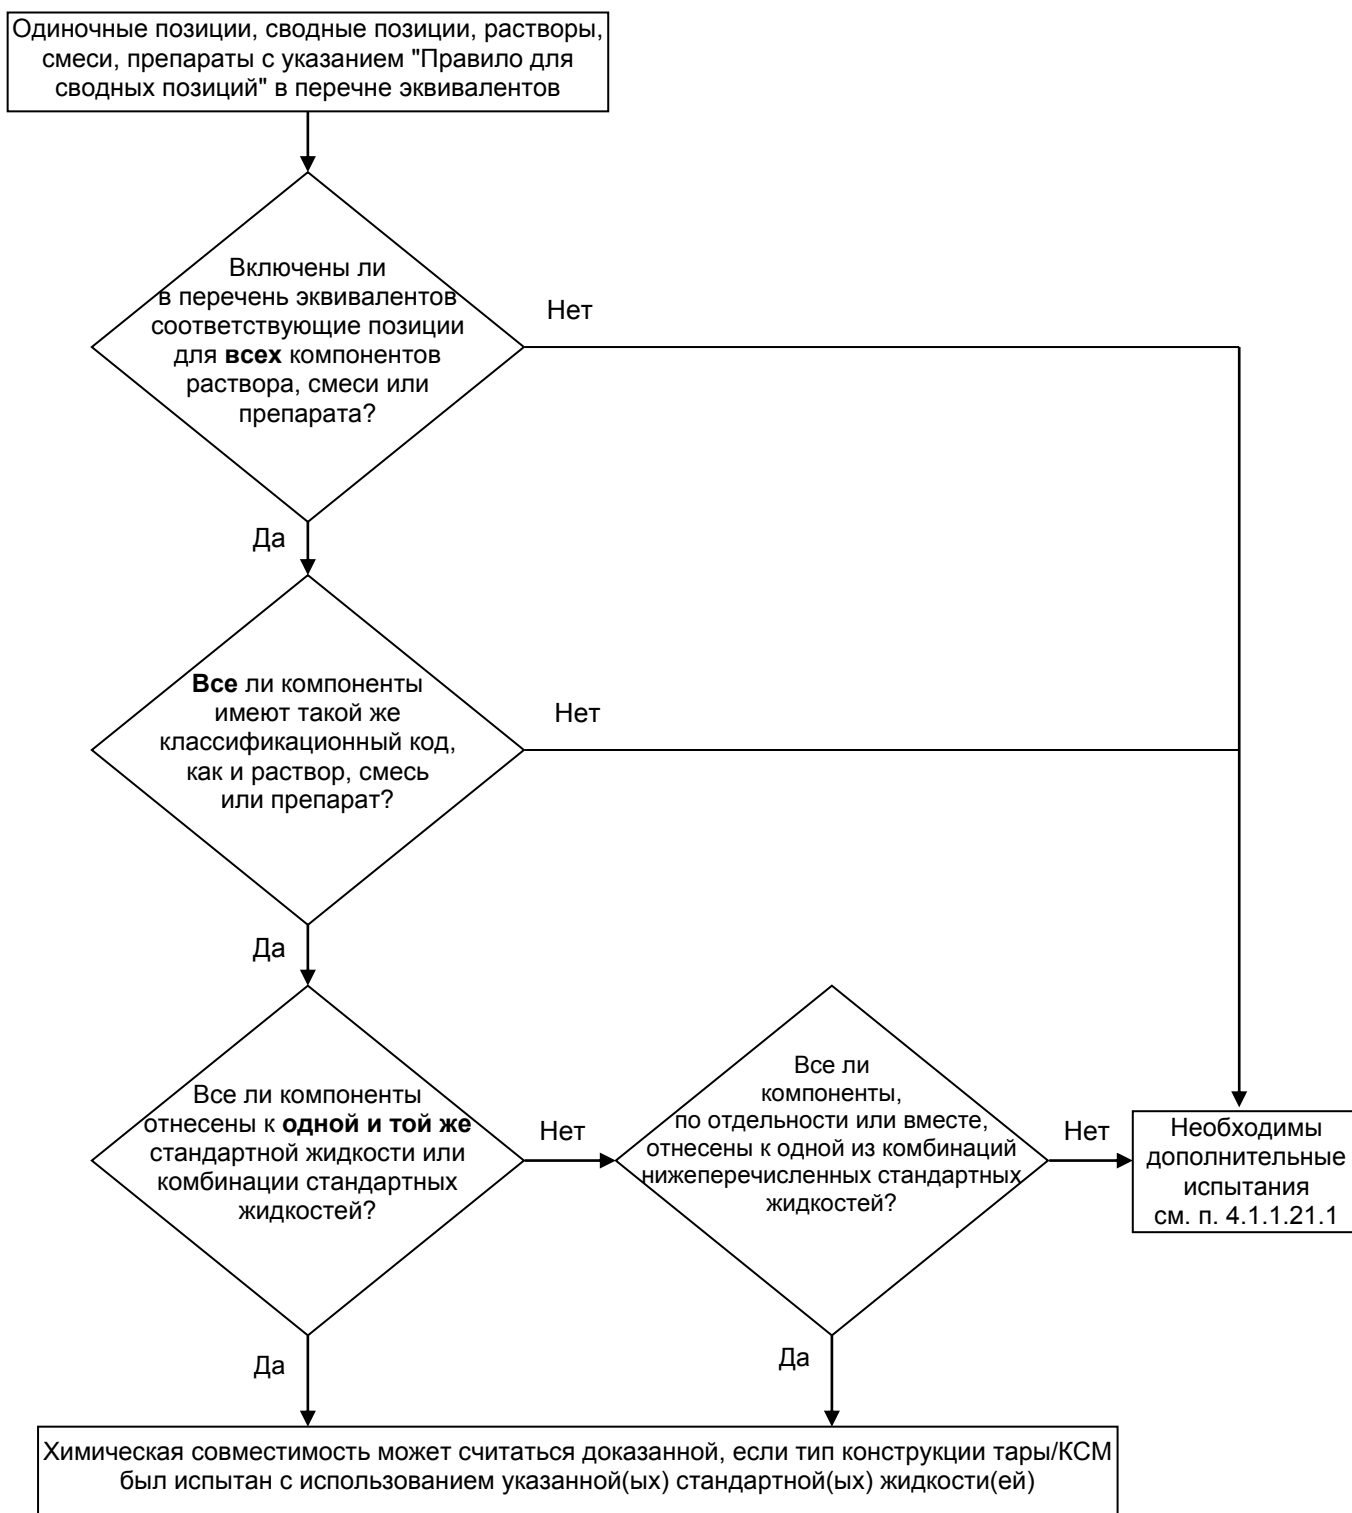 Одиночные позиции, сводные позиции, растворы,
смеси, препараты с указанием "Правило для
сводных позиций" в перечне эквивалентов
Включены ли
в перечень эквивалентов
соответствующие позиции
для всех компонентов
раствора, смеси или
препарата?
Нет
Да
Все ли компоненты
имеют такой же
классификационный код,
как и раствор, смесь
или препарат?
Нет
Да
Все ли компоненты
отнесены к одной и той же
стандартной жидкости или
комбинации стандартных
жидкостей?
Нет
Все ли
компоненты,
по отдельности или вместе,
отнесены к одной из комбинаций
нижеперечисленных стандартных
жидкостей?
Нет
Необходимы
дополнительные
испытания
см. п. 4.1.1.21.1
Да
Да
Химическая совместимость может считаться доказанной, если тип конструкции тары/КСМ
был испытан с использованием указанной(ых) стандартной(ых) жидкости(ей)